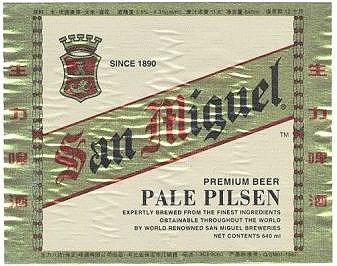 SINCE 1890
生力啤酒
San Miguel
TM
生力啤酒
PREMIUM BEER
PALE PILSEN
EXPERTLY BREWED FROM THE FINEST INGREDIENTS
OBTAINABLE THROUGHOUT THE WORLD
BY WORLD RENOWNED SAN MIGUEL BREWERIES
NET CONTENTS 640 ml